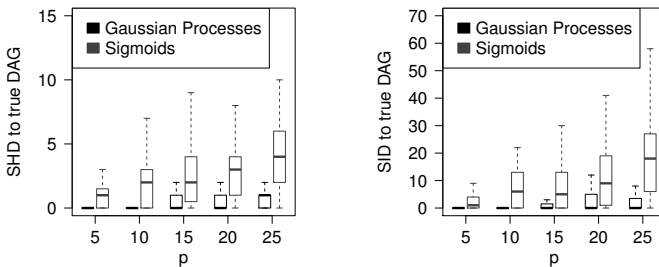 SHD to true DAG
15
10
5
0
Gaussian Processes
Sigmoids
5 10 15 20 25
p
SID to true DAG
70
60
50
40
30
20
10
0
Gaussian Processes
Sigmoids
5 10 15 20 25
p